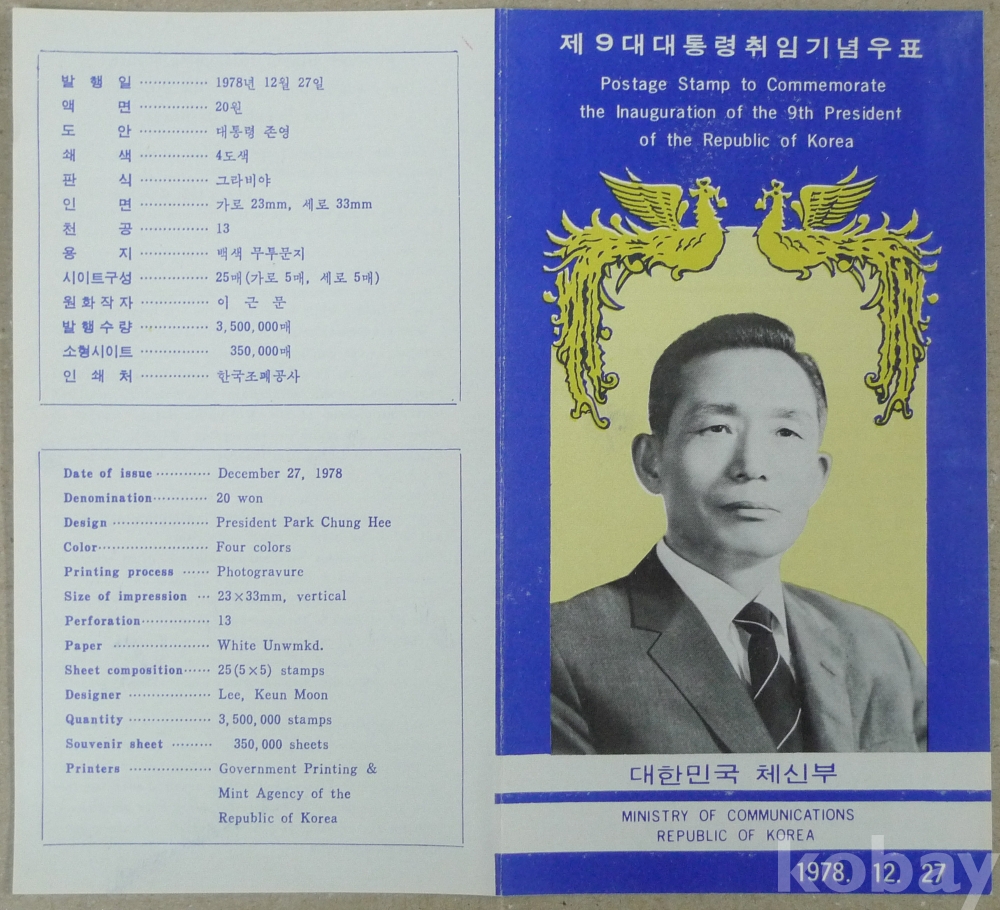 발 행 일 ·············· 1978년 12월 27일
액 면 ·············· 20원
도 안 ·············· 대통령 존영
쇄 색 ·············· 4도색
판 식 ·············· 그라비야
인 면 ·············· 가로 23mm, 세로 33mm
천 공 ·············· 13
용 지 ·············· 백색 무투문지
시이트구성 ·············· 25매(가로 5매, 세로 5매)
원화작자 ·············· 이 근 문
발행수량 ·············· 3,500,000매
소형시이트 ·············· 350,000매
인 쇄 처 ·············· 한국조폐공사
Date of issue ··········· December 27, 1978
Denomination ··········· 20 won
Design ··················· President Park Chung Hee
Color ······················ Four colors
Printing process ······ Photogravure
Size of impression ··· 23×33mm, vertical
Perforation ·············· 13
Paper ··················· White Unwmkd.
Sheet composition ······ 25(5×5) stamps
Designer ················· Lee, Keun Moon
Quantity ················· 3,500,000 stamps
Souvenir sheet ········· 350,000 sheets
Printers ················· Government Printing &
Mint Agency of the
Republic of Korea
제9대대통령취임기념우표
Postage Stamp to Commemorate
the Inauguration of the 9th President
of the Republic of Korea
대한민국 체신부
MINISTRY OF COMMUNICATIONS
REPUBLIC OF KOREA
1978. 12. 27
kobay